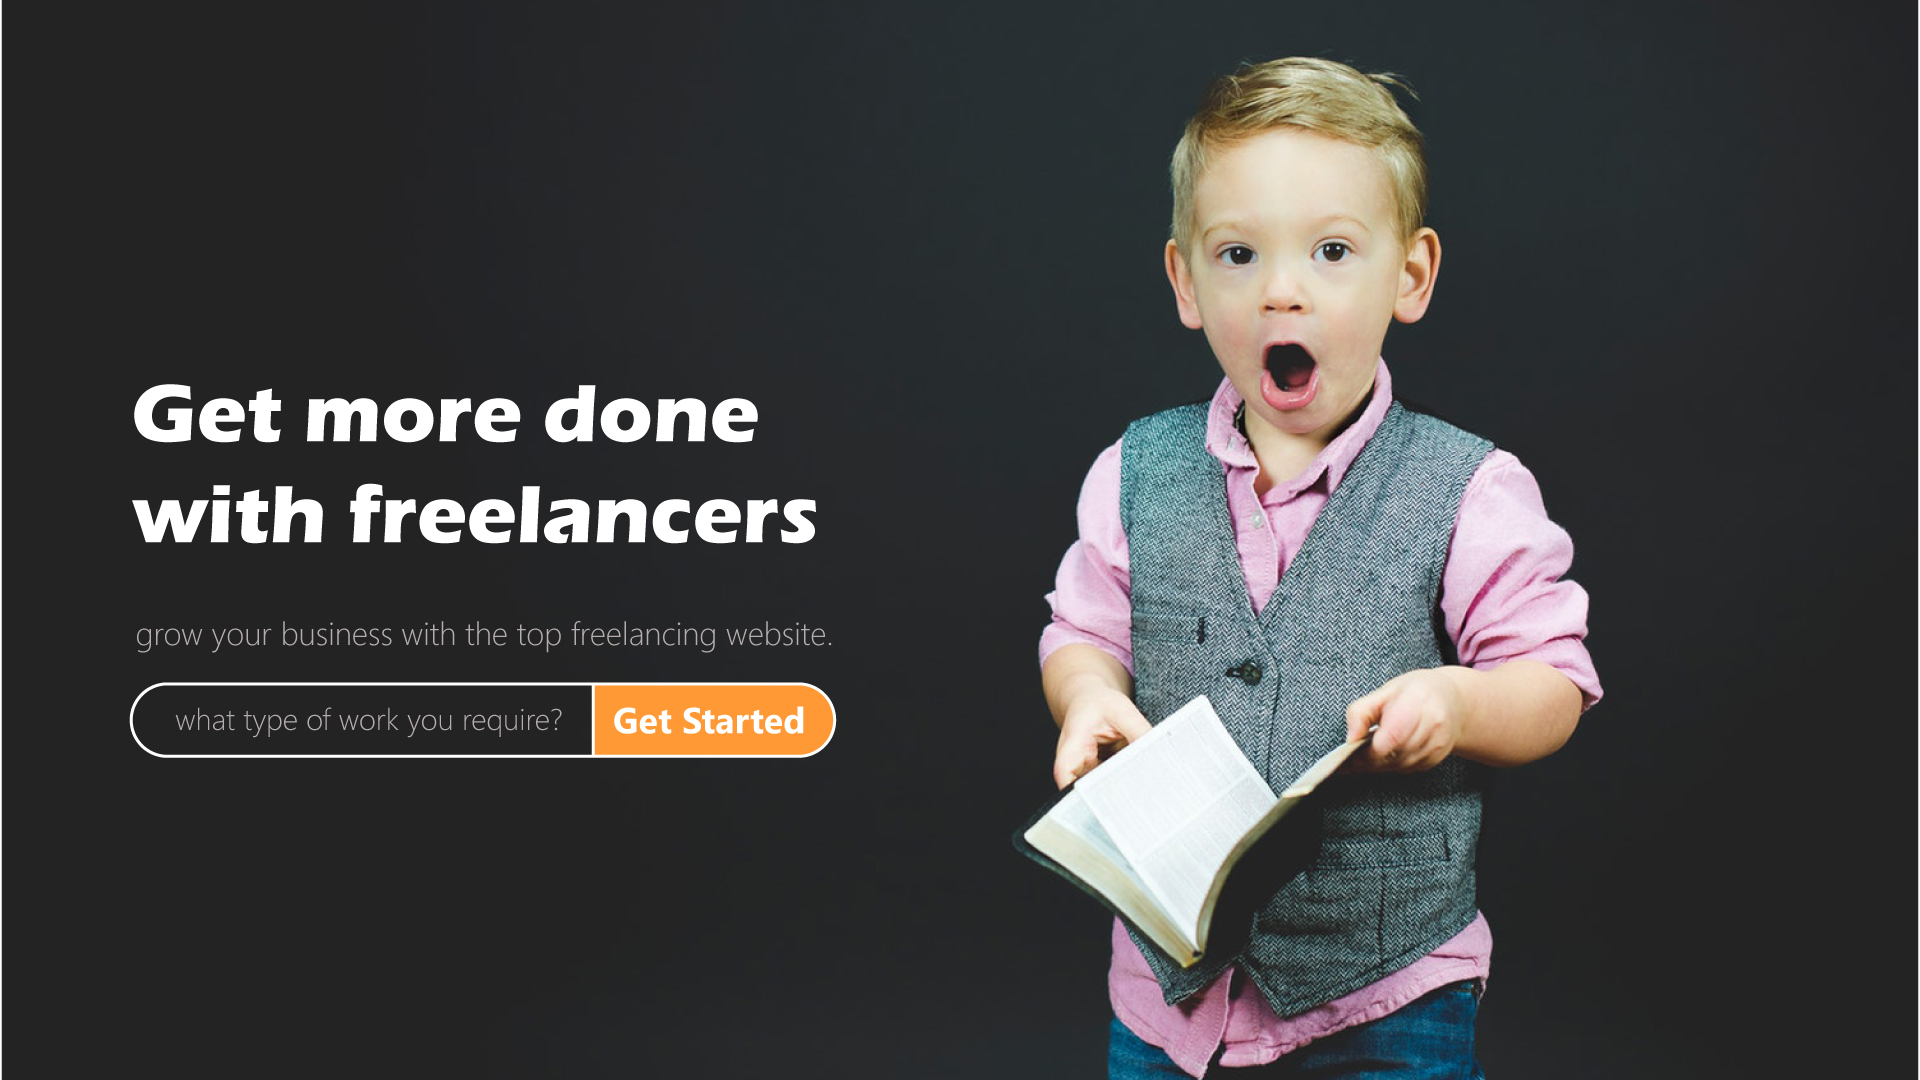 Get more done
with freelancers
grow your business with the top freelancing website.
what type of work you require?
Get Started